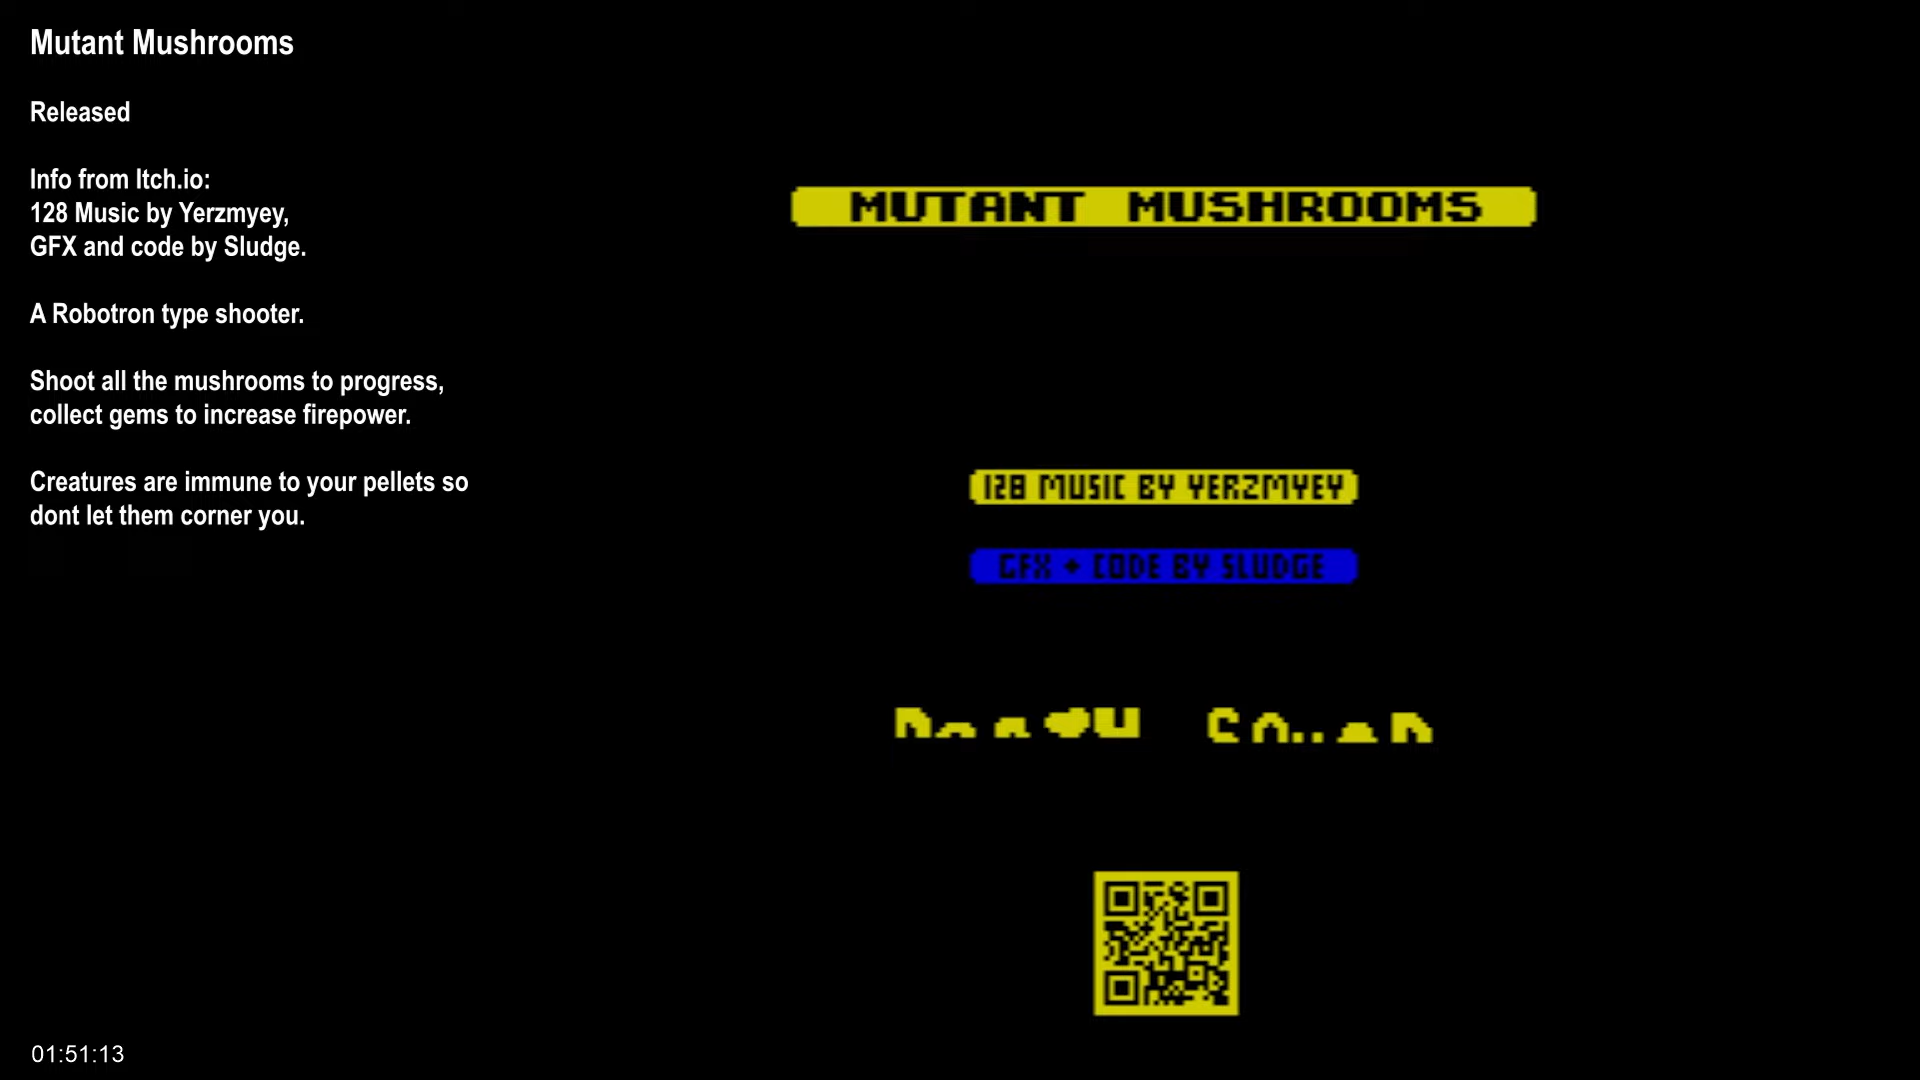 Mutant Mushrooms
Released
Info from Itch.io:
128 Music by Yerzmyey,
GFX and code by Sludge.
A Robotron type shooter.
Shoot all the mushrooms to progress,
collect gems to increase firepower.
Creatures are immune to your pellets so
dont let them corner you.
MUTANT MUSHROOMS
128 MUSIC BY YERZMYEY
GFX + CODE BY SLUDGE
01:51:13